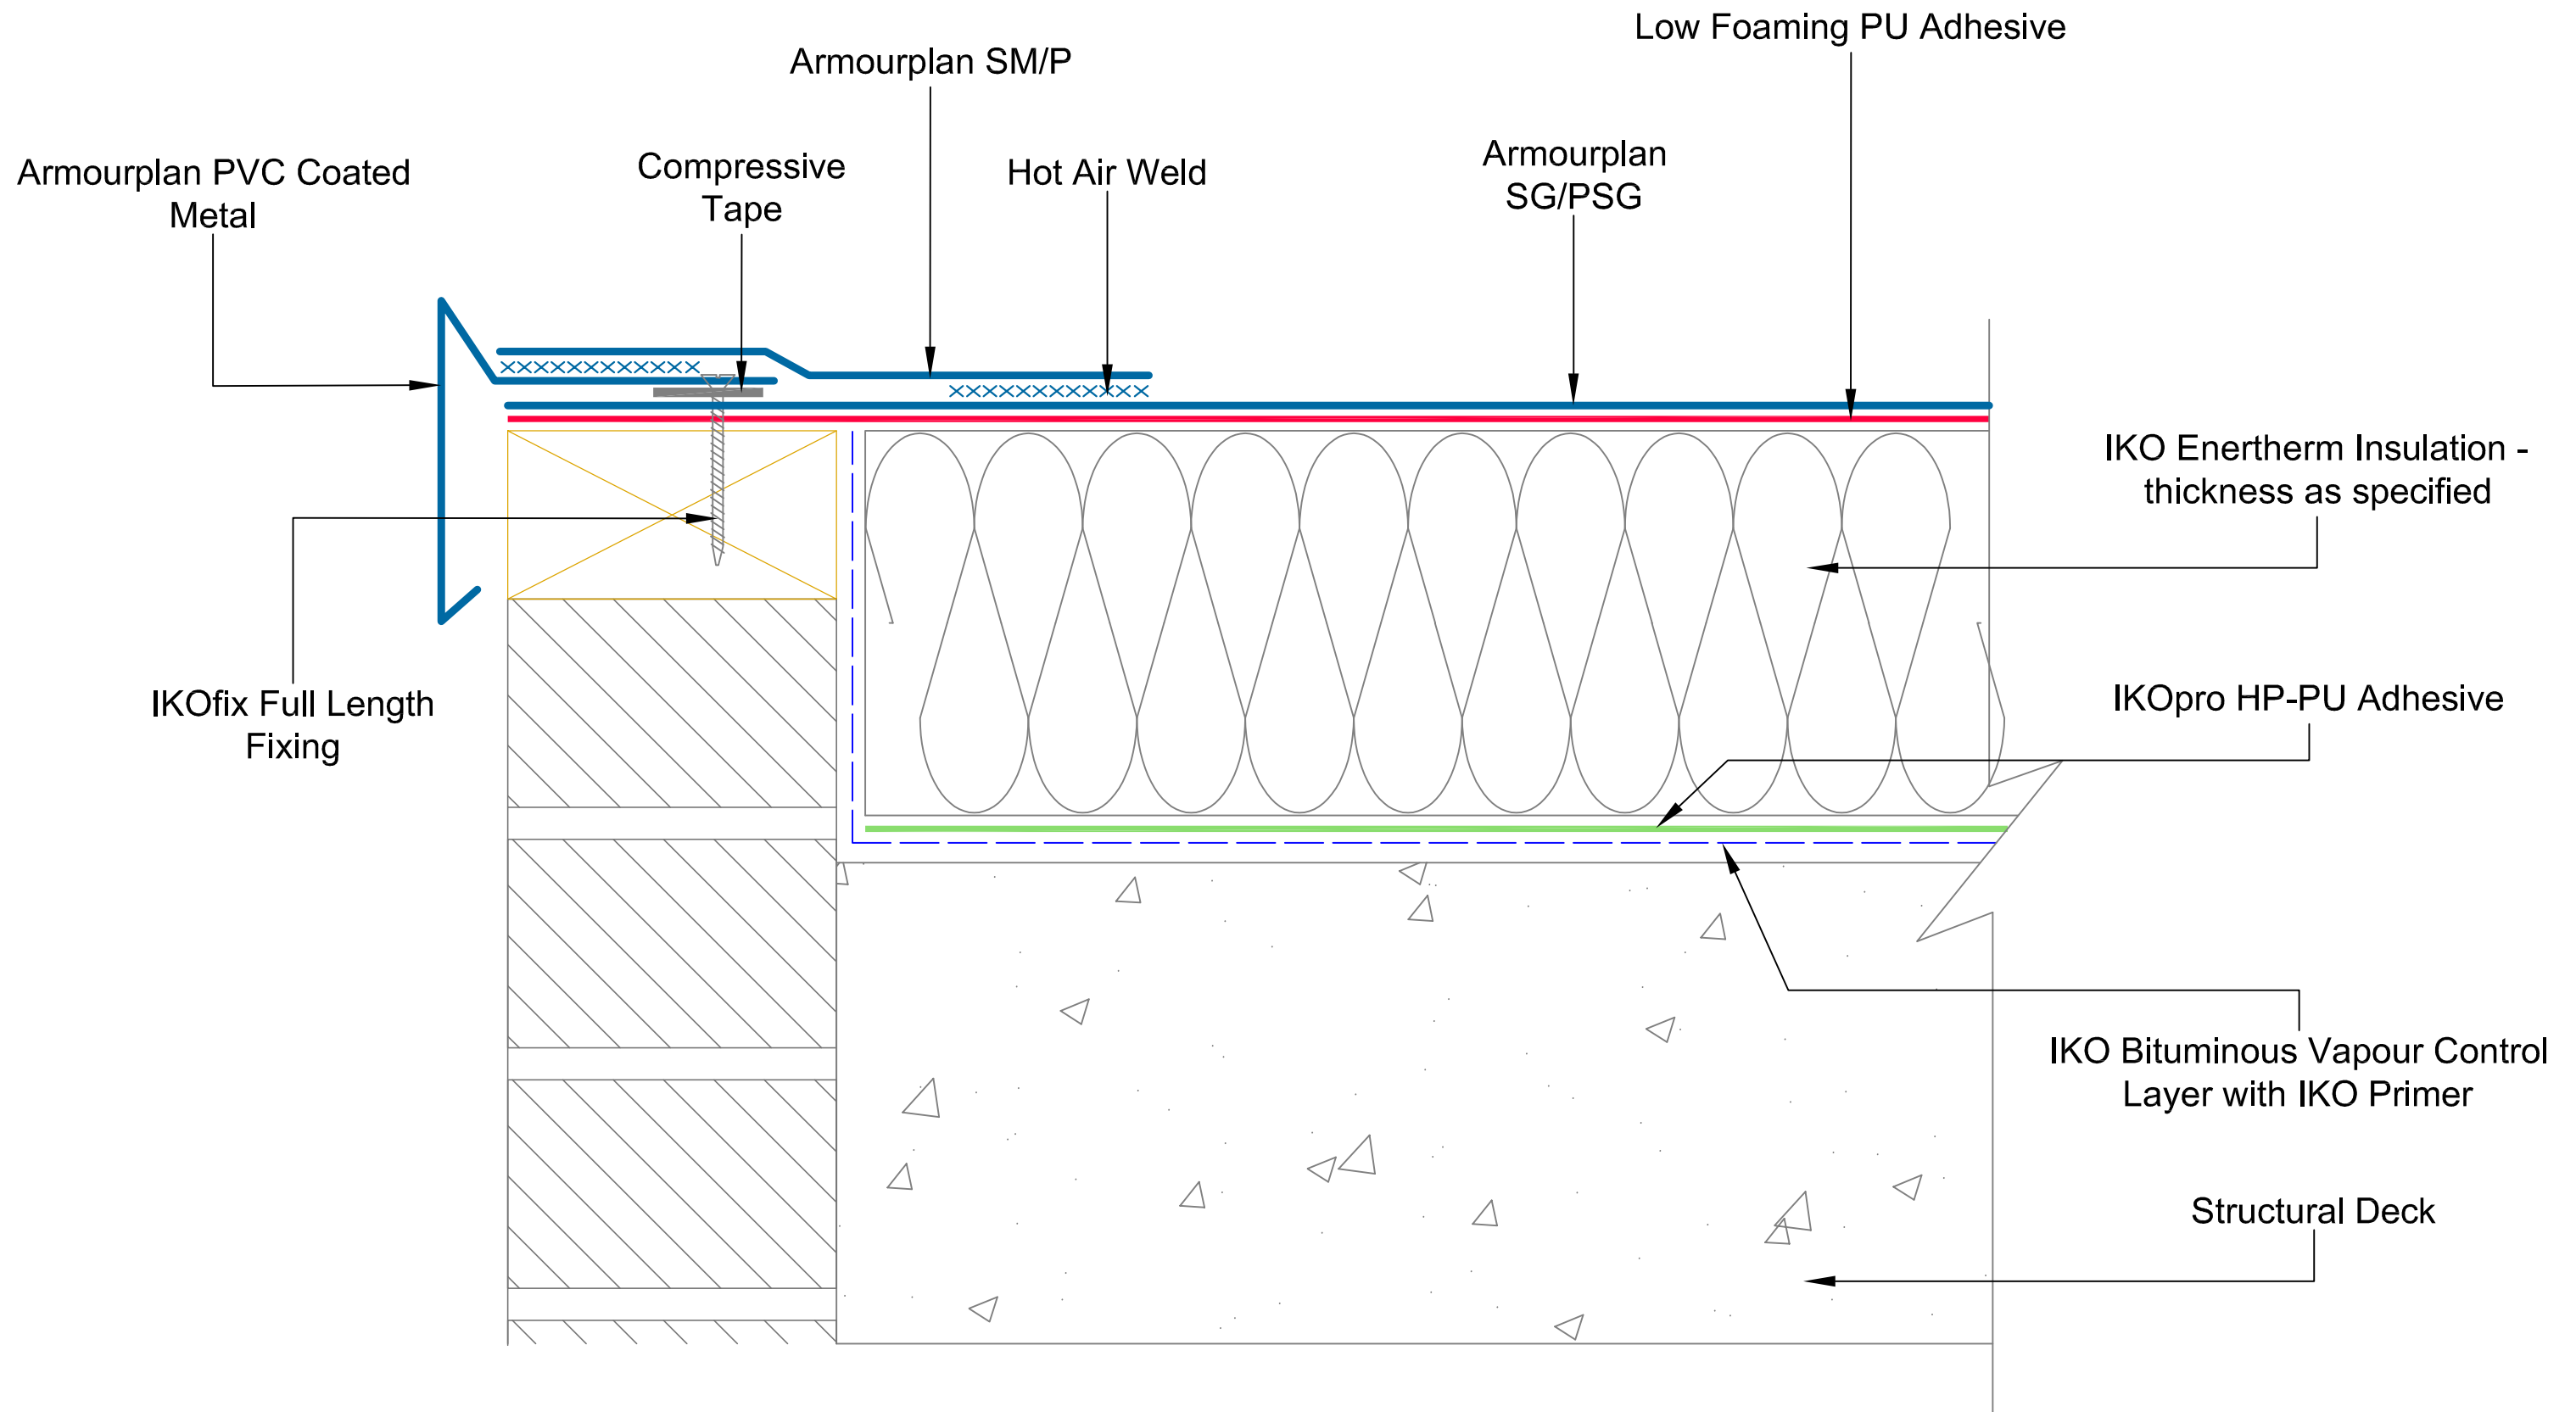 Low Foaming PU Adhesive
Armourplan SM/P
Armourplan PVC Coated
Metal
Compressive
Tape
Hot Air Weld
Armourplan
SG/PSG
IKO Enertherm Insulation -
thickness as specified
IKOfix Full Length
Fixing
IKOpro HP-PU Adhesive
IKO Bituminous Vapour Control
Layer with IKO Primer
Structural Deck